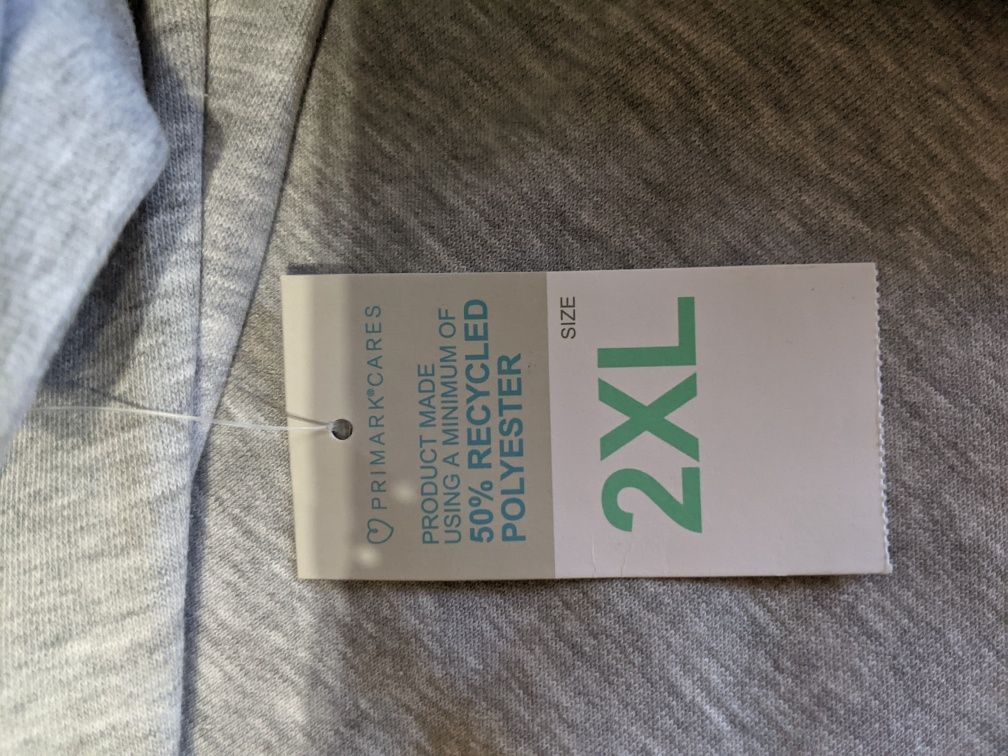 PRIMARK®CARES
PRODUCT MADE
USING A MINIMUM OF
50% RECYCLED
POLYESTER
SIZE
2XL